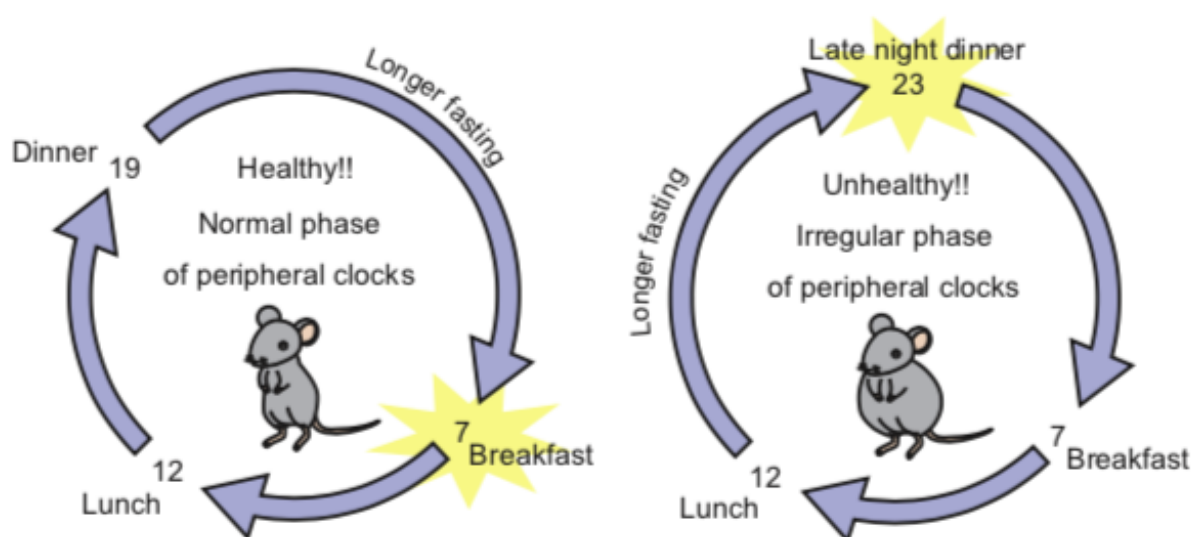 Longer fasting
Dinner 19
Healthy!!
Normal phase
of peripheral clocks
7
Breakfast
12
Lunch
Late night dinner
23
Longer fasting
Unhealthy!!
Irregular phase
of peripheral clocks
7
Breakfast
12
Lunch